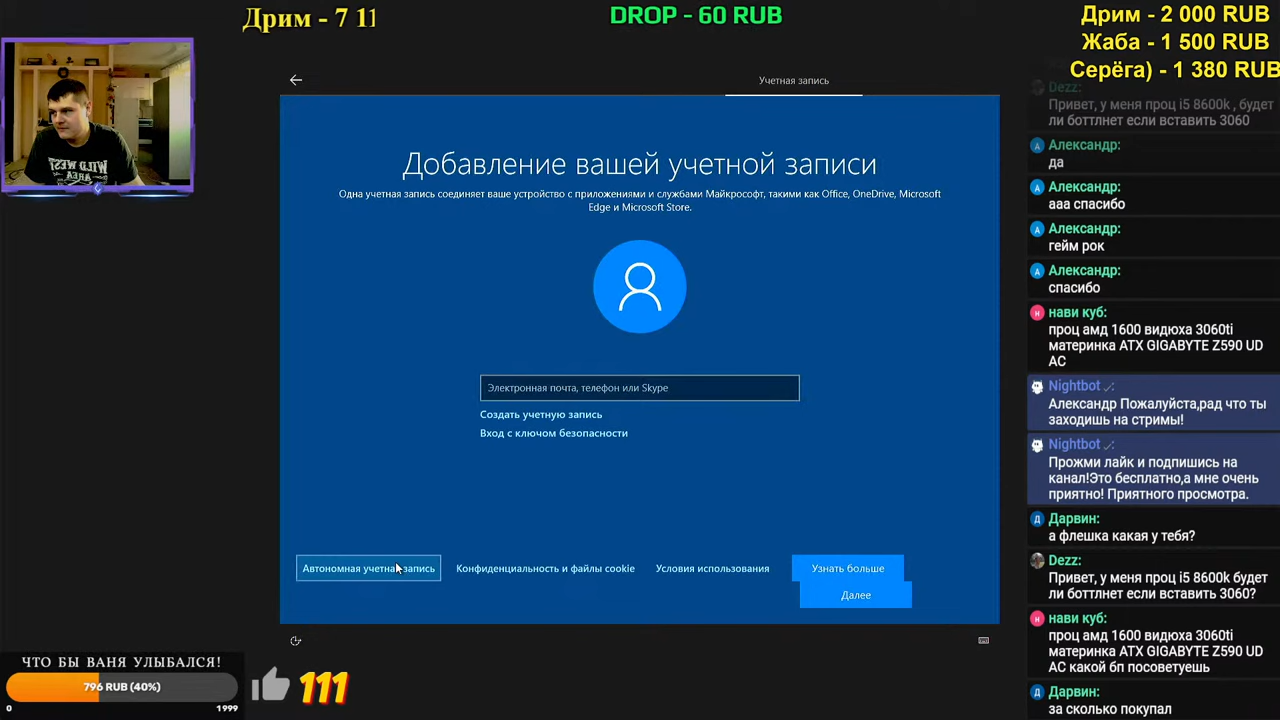 Дрим - 7 11
DROP - 60 RUB
Дрим - 2 000 RUB
Жаба - 1 500 RUB
Серёга) - 1 380 RUB
WILD WEST
AREA
Учетная запись
Добавление вашей учетной записи
Одна учетная запись соединяет ваше устройство с приложениями и службами Майкрософт, такими как Office, OneDrive, Microsoft
Edge и Microsoft Store.
Электронная почта, телефон или Skype
Создать учетную запись
Вход с ключом безопасности
Автономная учетная запись
Конфиденциальность и файлы cookie
Условия использования
Узнать больше
Далее
Dezz:
Привет, у меня проц i5 8600k , будет
ли боттлнет если вставить 3060
Александр:
да
Александр:
ааа спасибо
Александр:
гейм рок
Александр:
спасибо
нави куб:
проц амд 1600 видюха 3060ti
материнка ATX GIGABYTE Z590 UD
AC
Nightbot:
Александр Пожалуйста,рад что ты
заходишь на стримы!
Nightbot:
Прожми лайк и подпишись на
канал!Это бесплатно,а мне очень
приятно! Приятного просмотра.
Дарвин:
а флешка какая у тебя?
Dezz:
Привет, у меня проц i5 8600k будет
ли боттлнет если вставить 3060?
нави куб:
проц амд 1600 видюха 3060ti
материнка ATX GIGABYTE Z590 UD
AC какой бп посоветуешь
Дарвин:
за сколько покупал
ЧТО БЫ ВАНЯ УЛЫБАЛСЯ!
796 RUB (40%)
0
1999
111